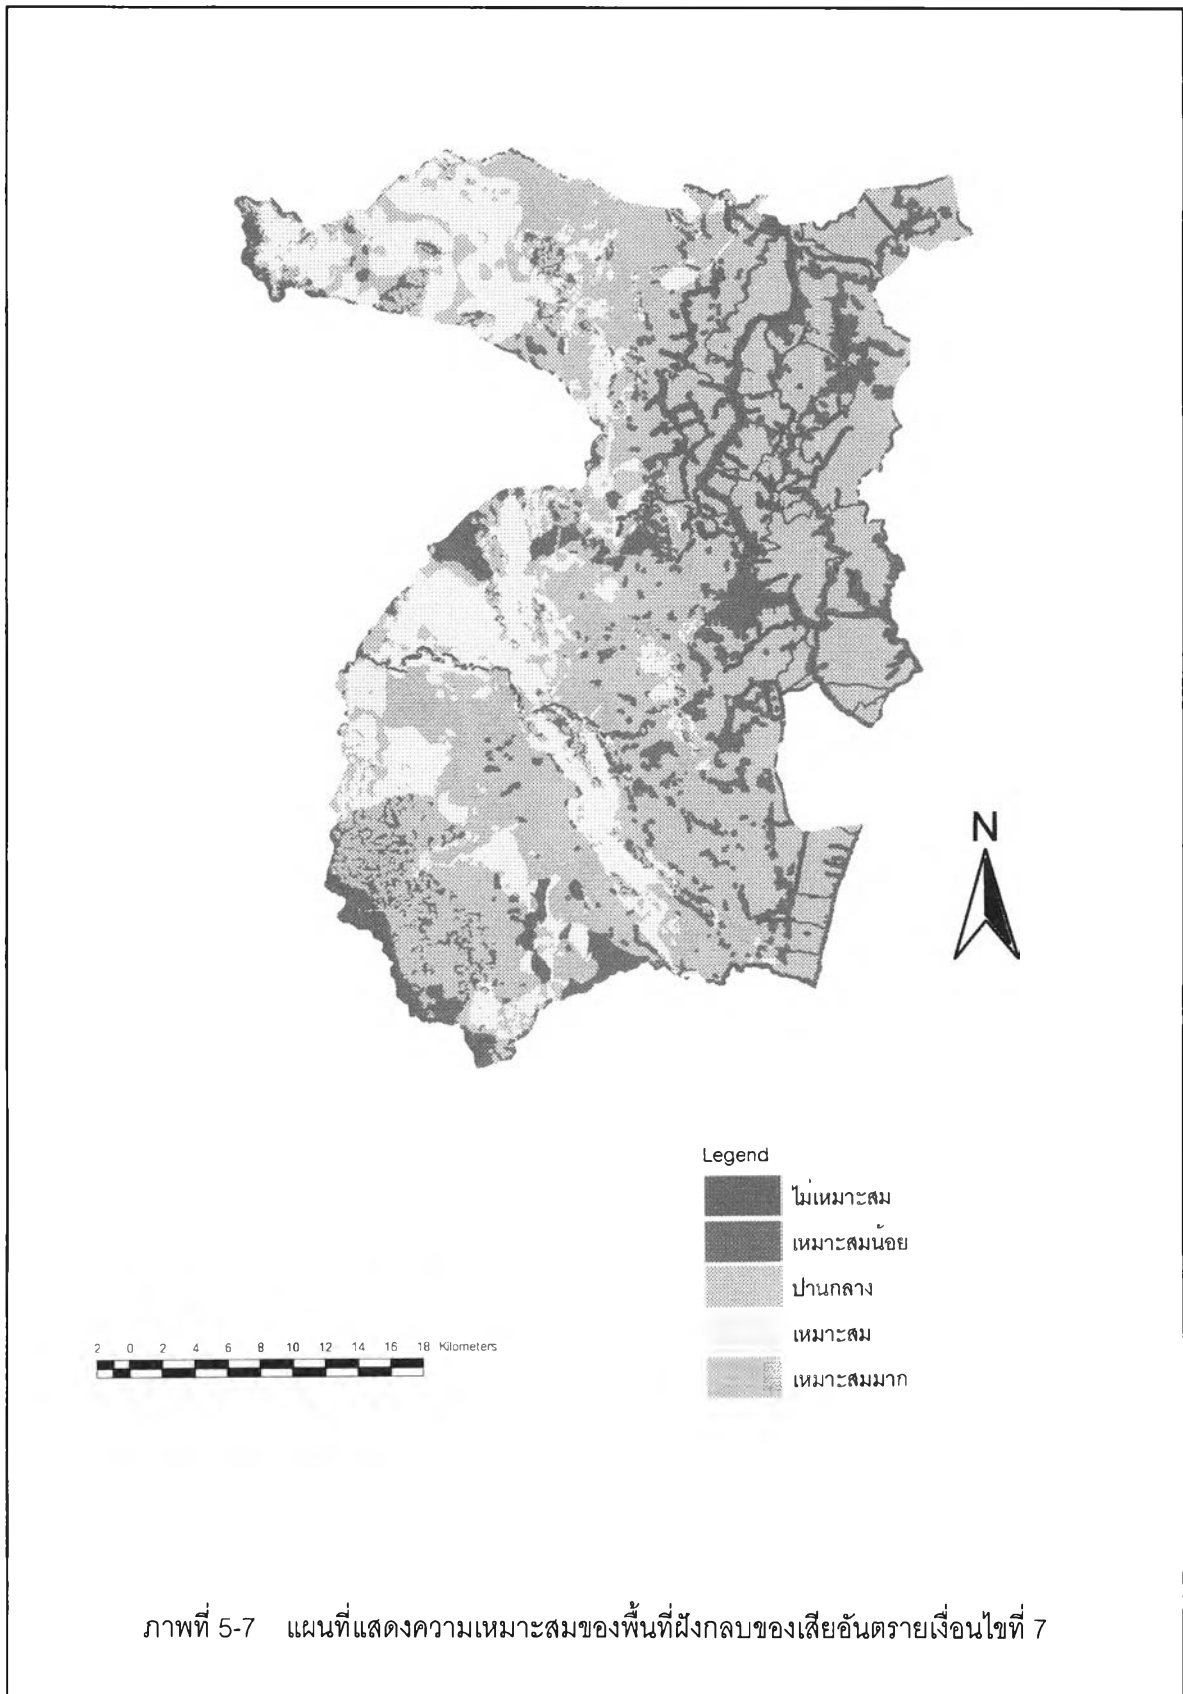 N
Legend
ไม่เหมาะสม
เหมาะสมน้อย
ปานกลาง
เหมาะสม
เหมาะสมมาก
2 0 2 4 6 8 10 12 14 16 18 Kilometers
ภาพที่ 5-7 แผนที่แสดงความเหมาะสมของพื้นที่ฝังกลบของเสียอันตรายเงื่อนไขที่ 7